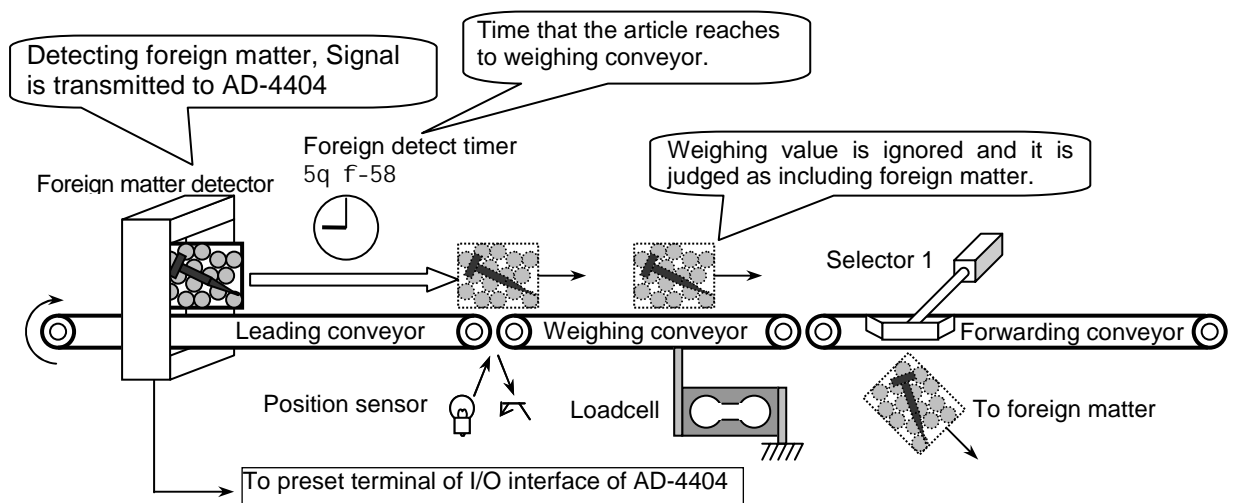 Detecting foreign matter, Signal
is transmitted to AD-4404
Time that the article reaches
to weighing conveyor.
Foreign detect timer
5q f-58
Weighing value is ignored and it is
judged as including foreign matter.
Foreign matter detector
Selector 1
Leading conveyor
Weighing conveyor
Forwarding conveyor
Position sensor
Loadcell
To foreign matter
To preset terminal of I/O interface of AD-4404